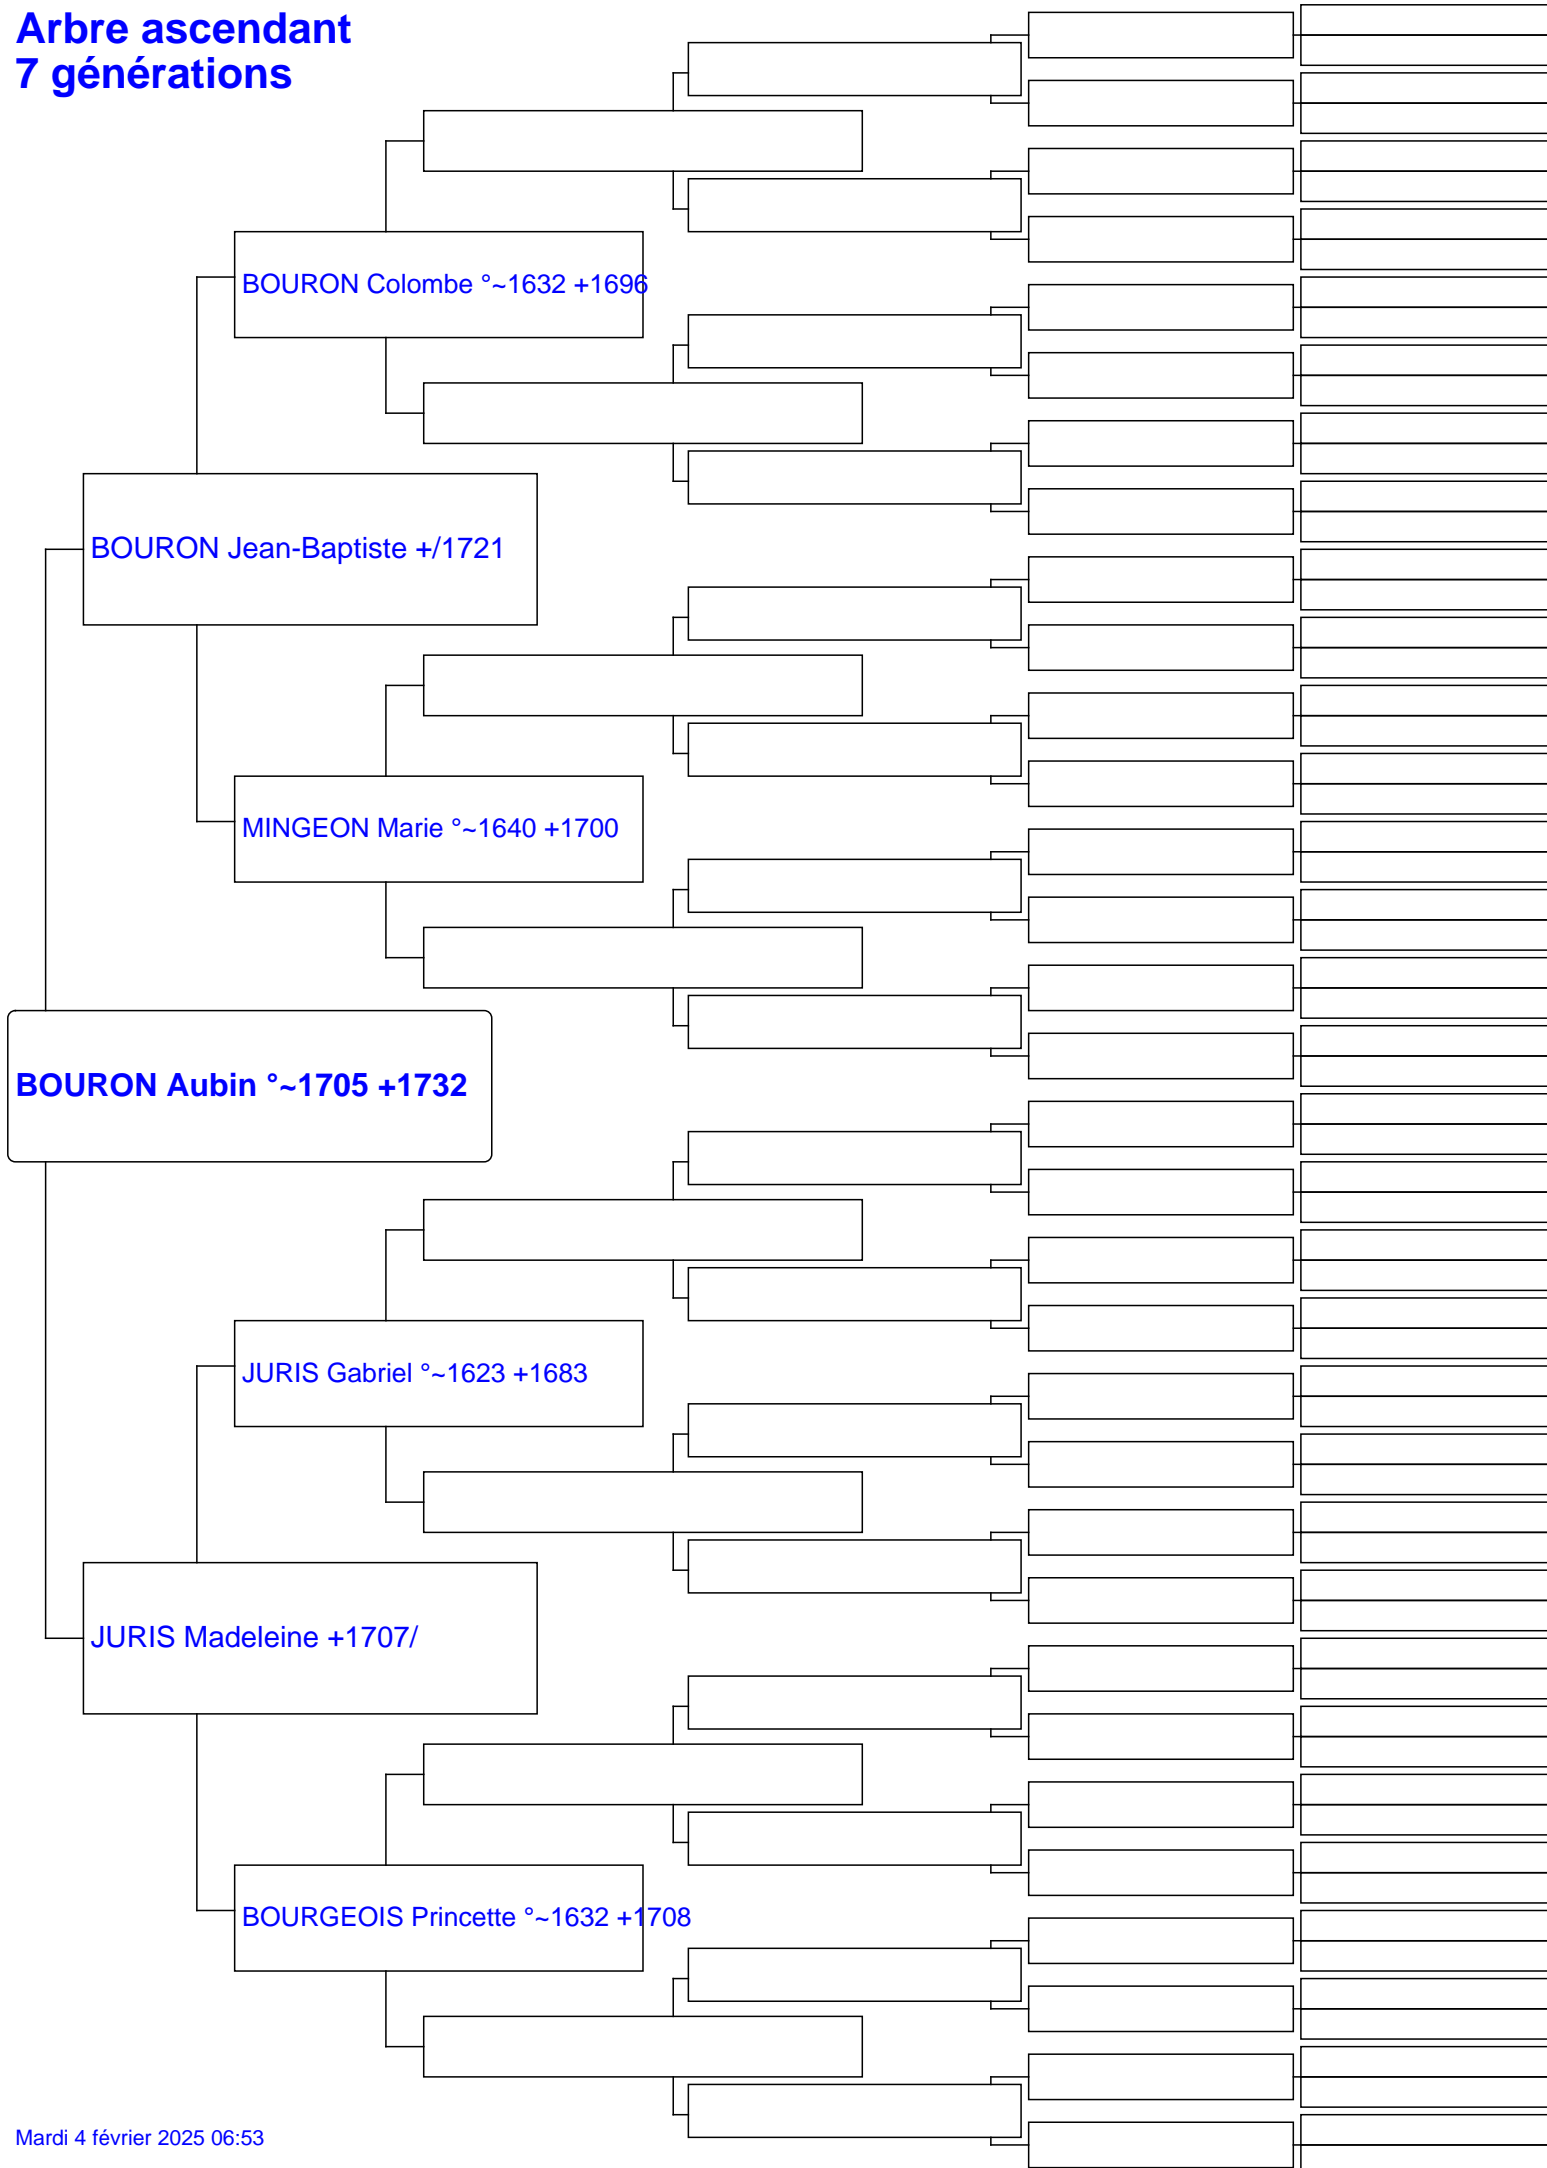 Arbre ascendant
7 générations
BOURON Colombe °~1632 +1696
BOURON Jean-Baptiste +/1721
MINGEON Marie °~1640 +1700
BOURON Aubin °~1705 +1732
JURIS Gabriel °~1623 +1683
JURIS Madeleine +1707/
BOURGEOIS Princette °~1632 +1708
Mardi 4 février 2025 06:53